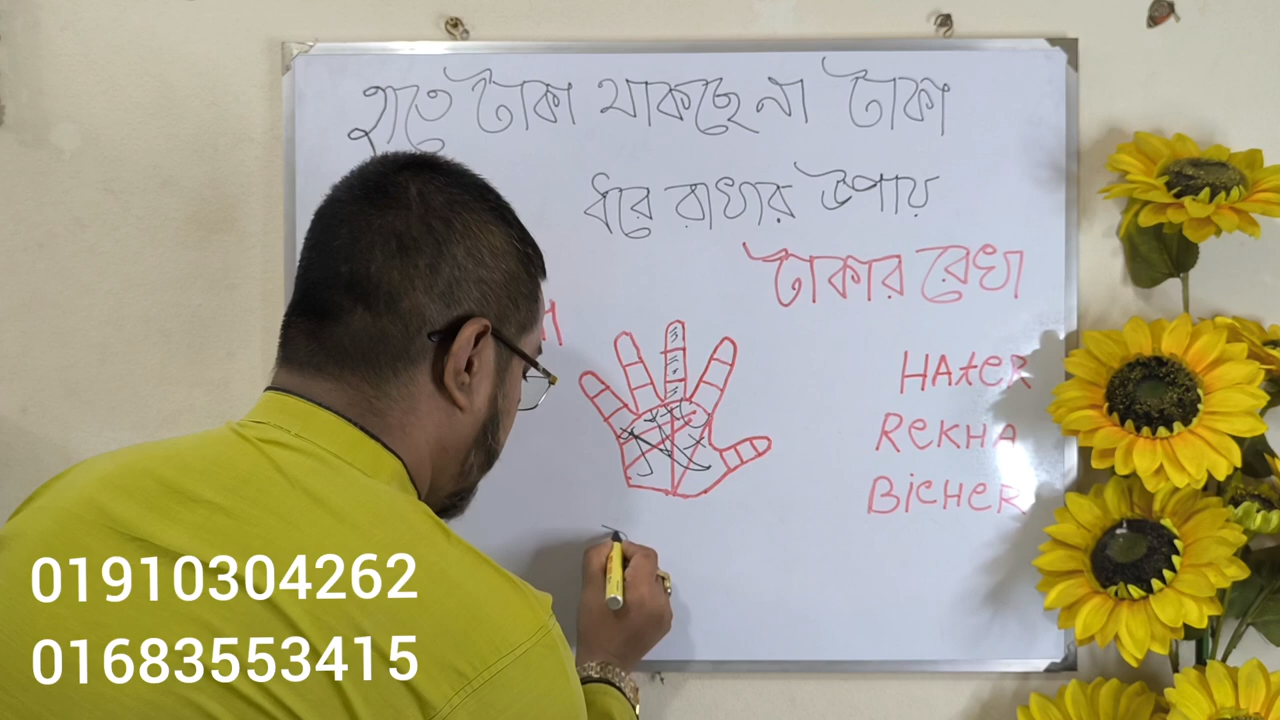 হাতে টাকা থাকছে না টাকা
ধরে রাখার উপায়
টাকার রেখা
H
HAteR
REKHA
BiCHeR
01910304262
01683553415